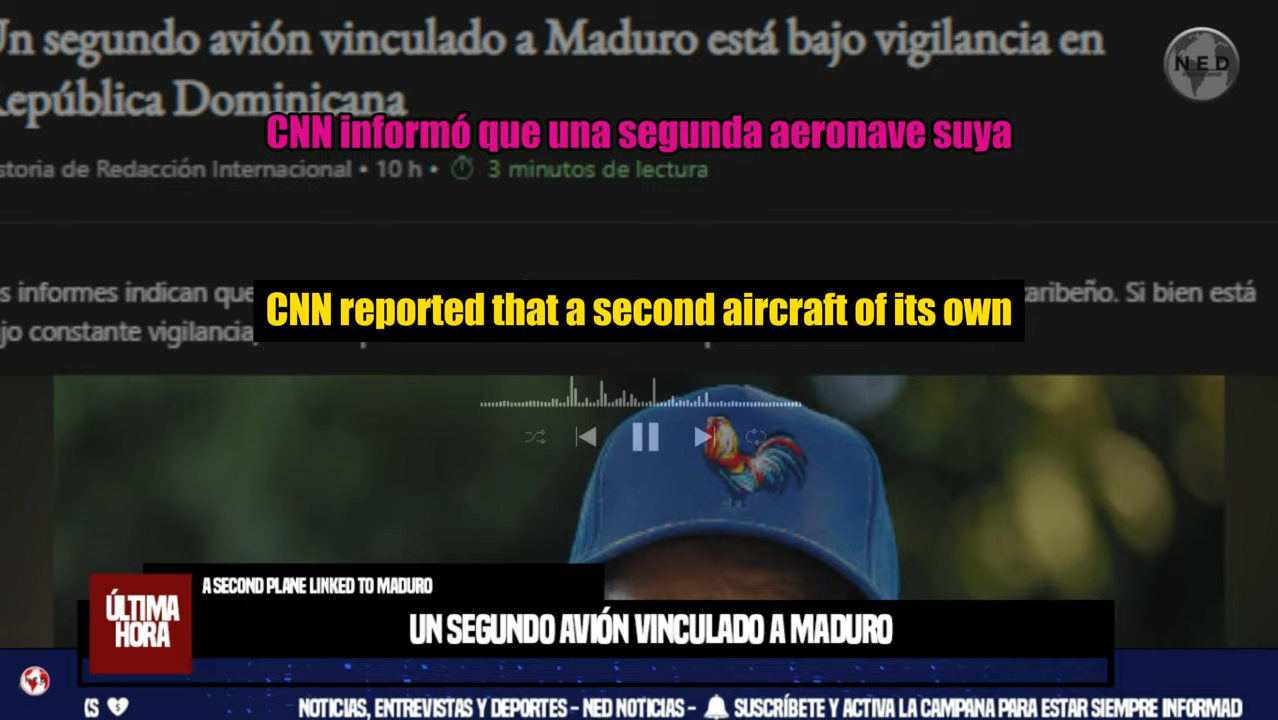 Un segundo avión vinculado a Maduro está bajo vigilancia en
República Dominicana
NED
International
CNN informó que una segunda aeronave suya
storia de Redacción Internacional • 10 h • 3 minutos de lectura
s informes indican que
caribeño. Si bien está
jo constante vigilancia,
CNN reported that a second aircraft of its own
A SECOND PLANE LINKED TO MADURO
ÚLTIMA
HORA
UN SEGUNDO AVIÓN VINCULADO A MADURO
NOTICIAS, ENTREVISTAS Y DEPORTES - NED NOTICIAS - SUSCRÍBETE Y ACTIVA LA CAMPANA PARA ESTAR SIEMPRE INFORMAD